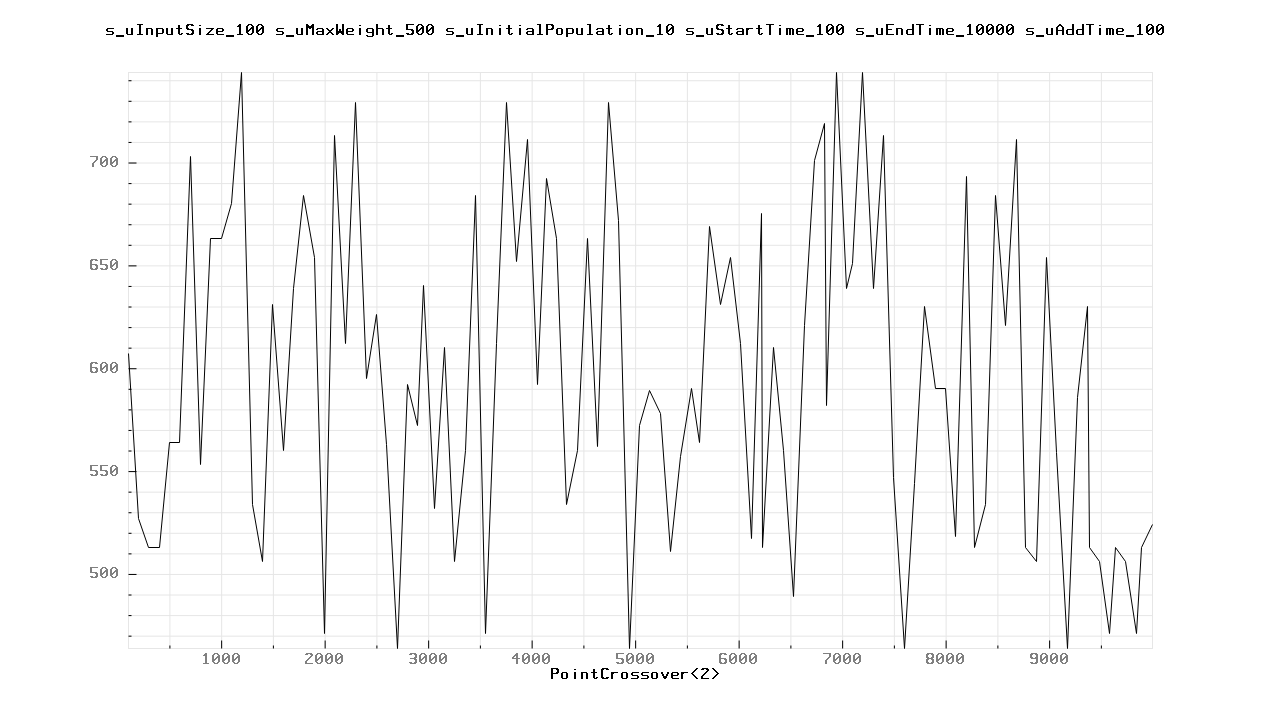 s_uInputSize_100 s_uMaxWeight_500 s_uInitialPopulation_10 s_uStartTime_100 s_uEndTime_10000 s_uAddTime_100
700
650
600
550
500
1000 2000 3000 4000 5000 6000 7000 8000 9000
PointCrossover<2>